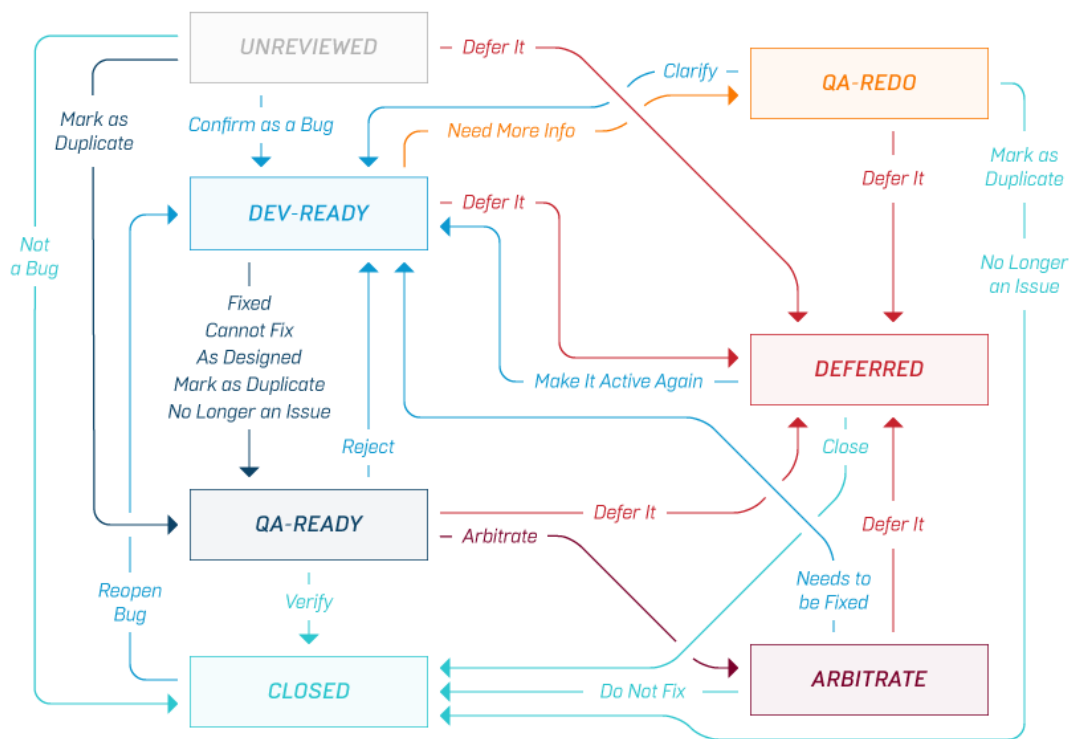 UNREVIEWED
Defer It
QA-REDO
Clarify
Mark as
Duplicate
Confirm as a Bug
Need More Info
Mark as
Duplicate
Defer It
DEV-READY
Defer It
Not
a Bug
No Longer
an Issue
Fixed
Cannot Fix
As Designed
Mark as Duplicate
No Longer an Issue
DEFERRED
Make It Active Again
Reject
Close
QA-READY
Defer It
Defer It
Arbitrate
Reopen
Bug
Verify
Needs to
be Fixed
CLOSED
Do Not Fix
ARBITRATE